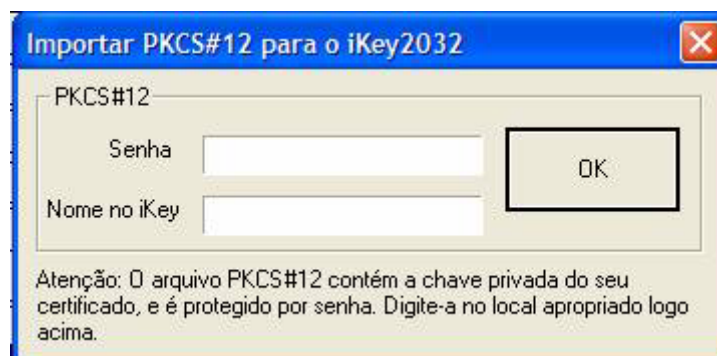 Importar PKCS#12 para o iKey2032
PKCS#12
Senha
OK
Nome no iKey
Atenção: O arquivo PKCS#12 contém a chave privada do seu
certificado, e é protegido por senha. Digite-a no local apropriado logo
acima.